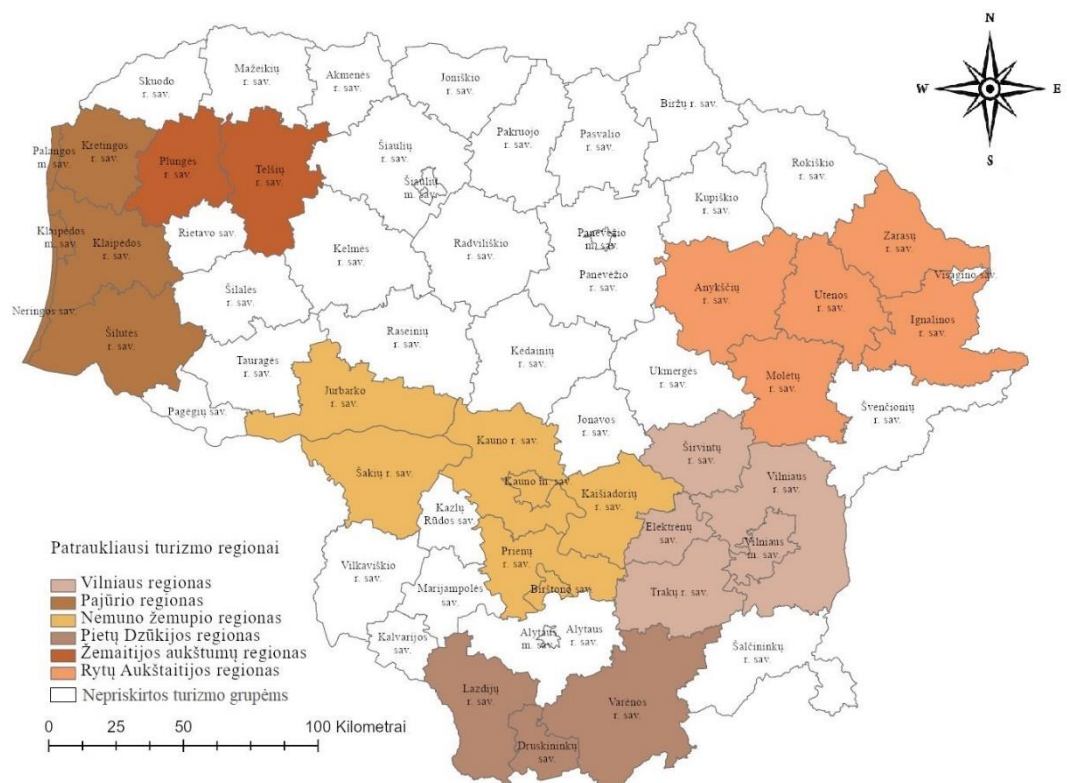 N
W
E
S
Skuodo
r. sav.
Mažeikių
r. sav.
Akmenės
r. sav.
Joniškio
r. sav.
Biržų r. sav.
Pakruojo
r. sav.
Pasvalio
r. sav.
Palangos
m. sav.
Kretingos
r. sav.
Plungės
r. sav.
Telšių
r. sav.
Šiaulių
r. sav.
Šiaulių
m. sav.
Rokiškio
r. sav.
Kupiškio
r. sav.
Klaipėdos
m. sav.
Klaipėdos
r. sav.
Rietavo sav.
Kelmės
r. sav.
Radviliškio
r. sav.
Panevėžio
m. sav.
Panevėžio
r. sav.
Zarasų
r. sav.
Visagino sav.
Anykščių
r. sav.
Utenos
r. sav.
Ignalinos
r. sav.
Neringos sav.
Šilutės
r. sav.
Šilalės
r. sav.
Raseinių
r. sav.
Kėdainių
r. sav.
Tauragės
r. sav.
Ukmergės
r. sav.
Molėtų
r. sav.
Jurbarko
r. sav.
Pagėgių sav.
Jonavos
r. sav.
Švenčionių
r. sav.
Kauno r. sav.
Širvintų
r. sav.
Šakių r. sav.
Kauno m. sav.
Kaišiadorių
r. sav.
Vilniaus
r. sav.
Kazlų
Rūdos sav.
Elektrėnų
sav.
Vilniaus
m. sav.
Prienų
r. sav.
Vilkaviškio
r. sav.
Marijampolės
sav.
Birštono sav.
Trakų r. sav.
Kalvarijos
sav.
Alytaus
m. sav.
Alytaus
r. sav.
Šalčininkų
r. sav.
Lazdijų
r. sav.
Varėnos
r. sav.
Druskininkų
sav.
Patraukliausi turizmo regionai
Vilniaus regionas
Pajūrio regionas
Nemuno žemupio regionas
Pietų Dzūkijos regionas
Žemaitijos aukštumų regionas
Rytų Aukštaitijos regionas
Nepriskirtos turizmo grupėms
0 25 50 100 Kilometrai